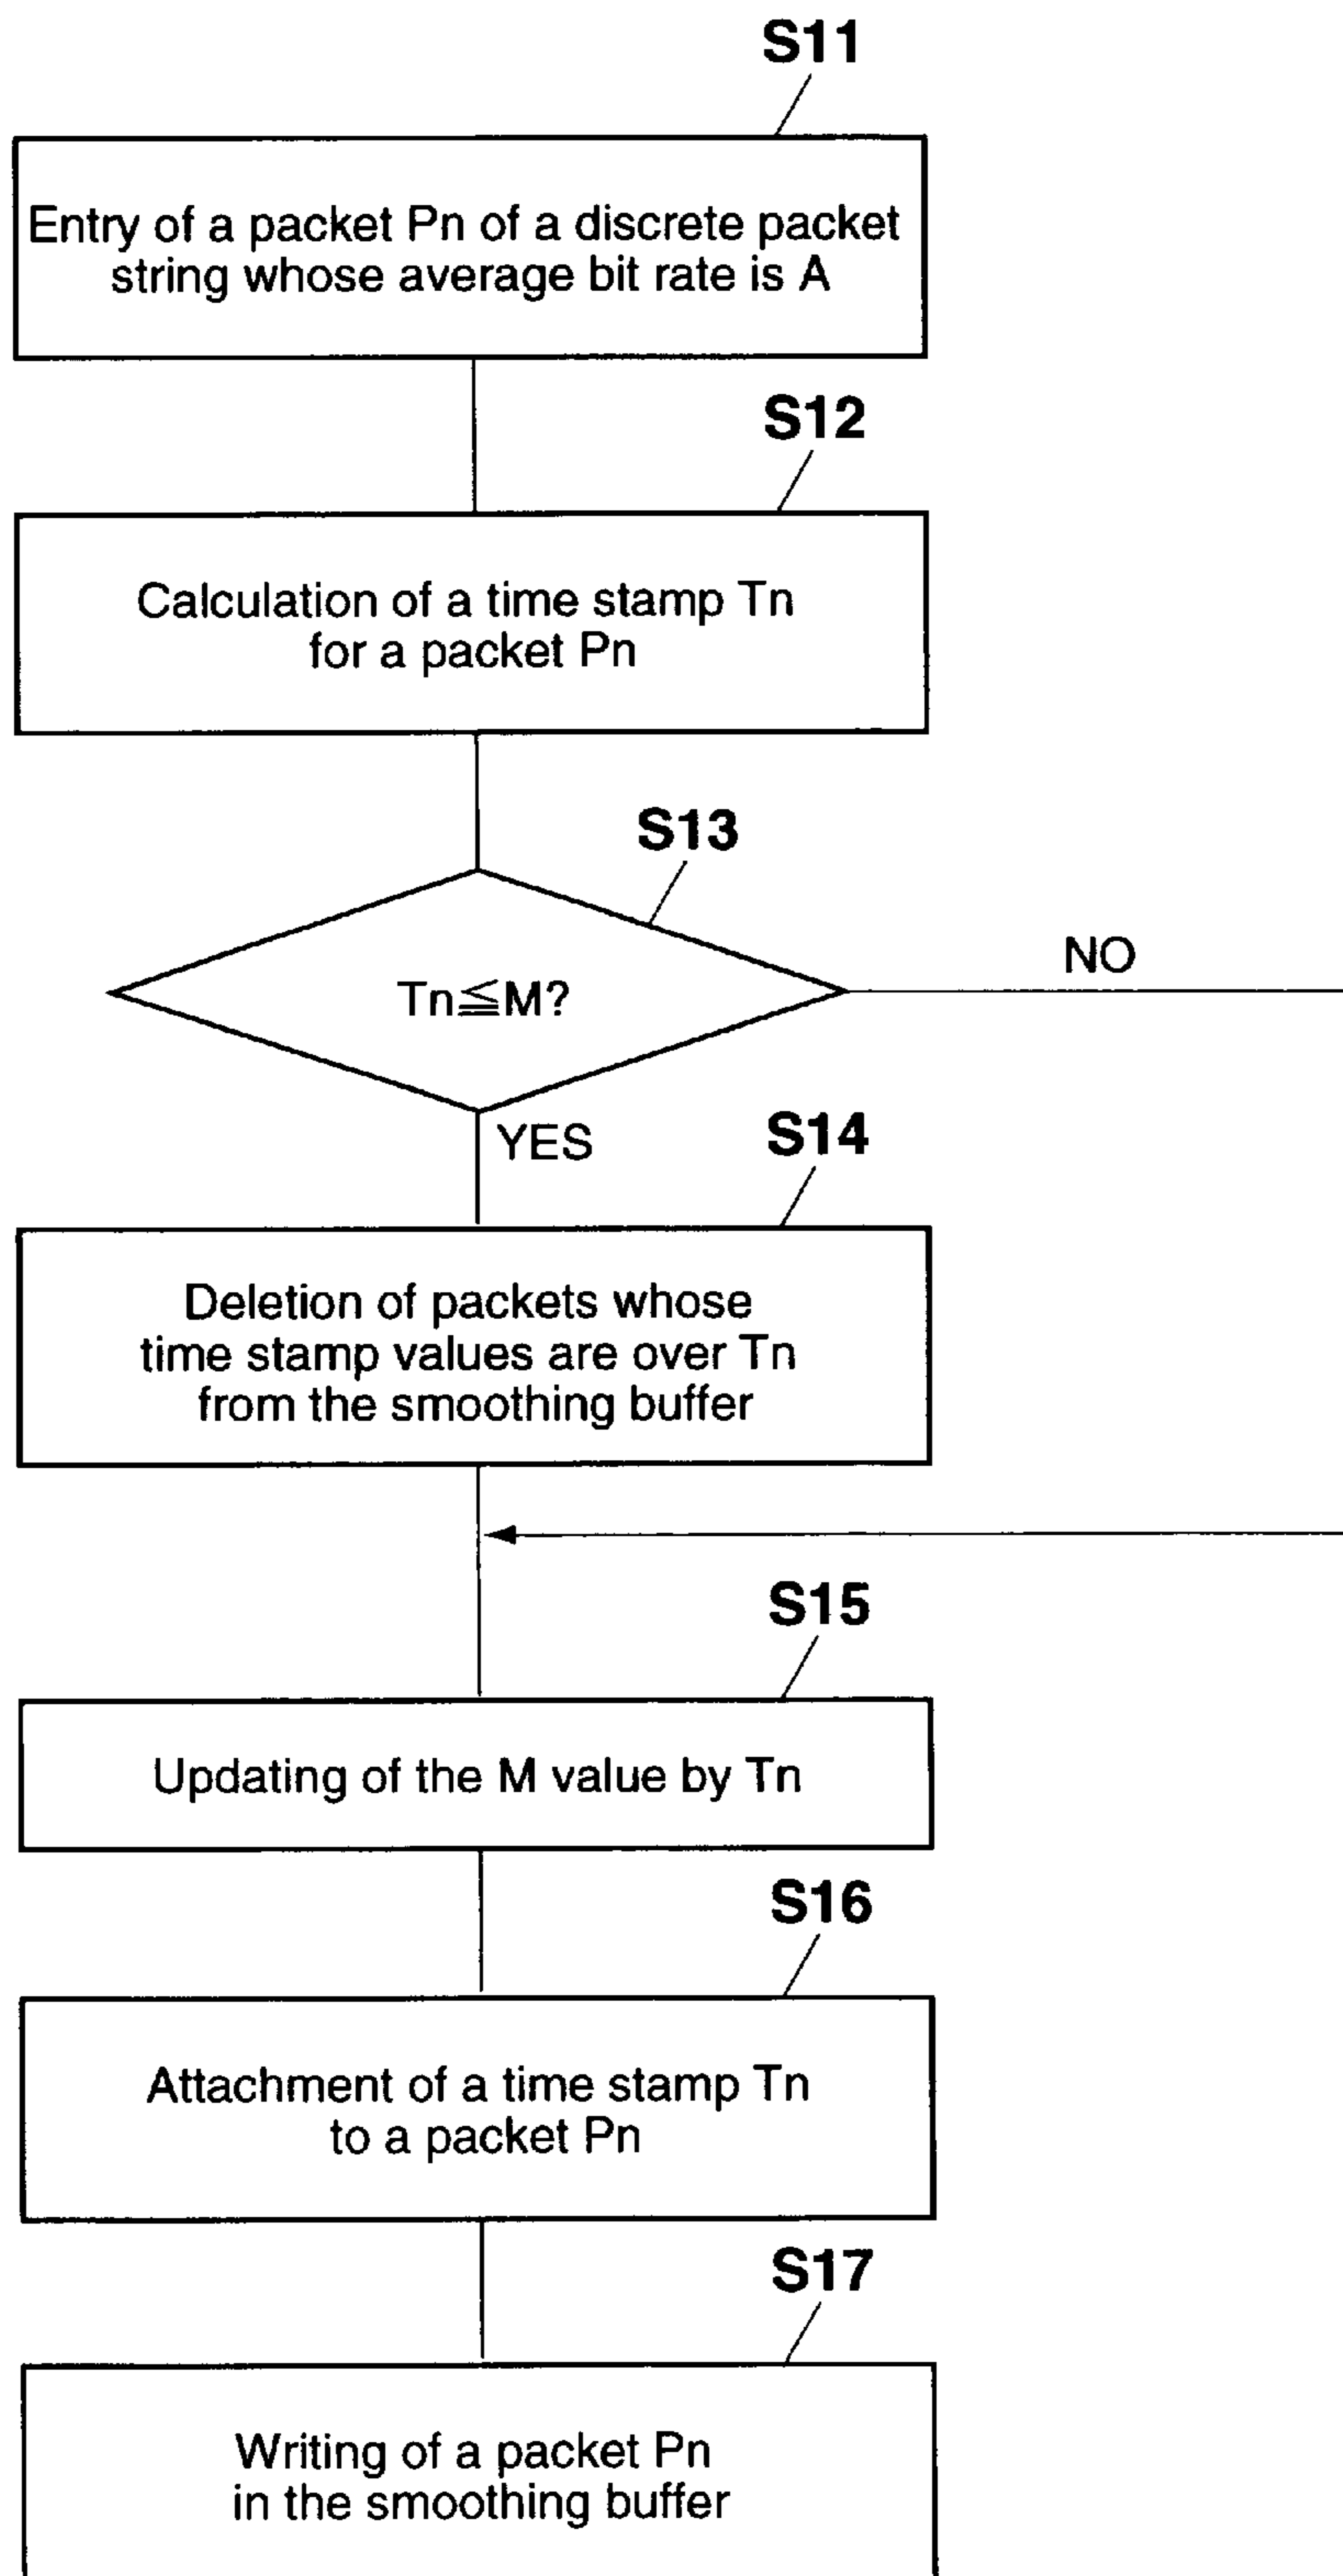 S11
Entry of a packet Pn of a discrete packet
string whose average bit rate is A
S12
Calculation of a time stamp Tn
for a packet Pn
S13
Tn≦M?
NO
YES
S14
Deletion of packets whose
time stamp values are over Tn
from the smoothing buffer
S15
Updating of the M value by Tn
S16
Attachment of a time stamp Tn
to a packet Pn
S17
Writing of a packet Pn
in the smoothing buffer